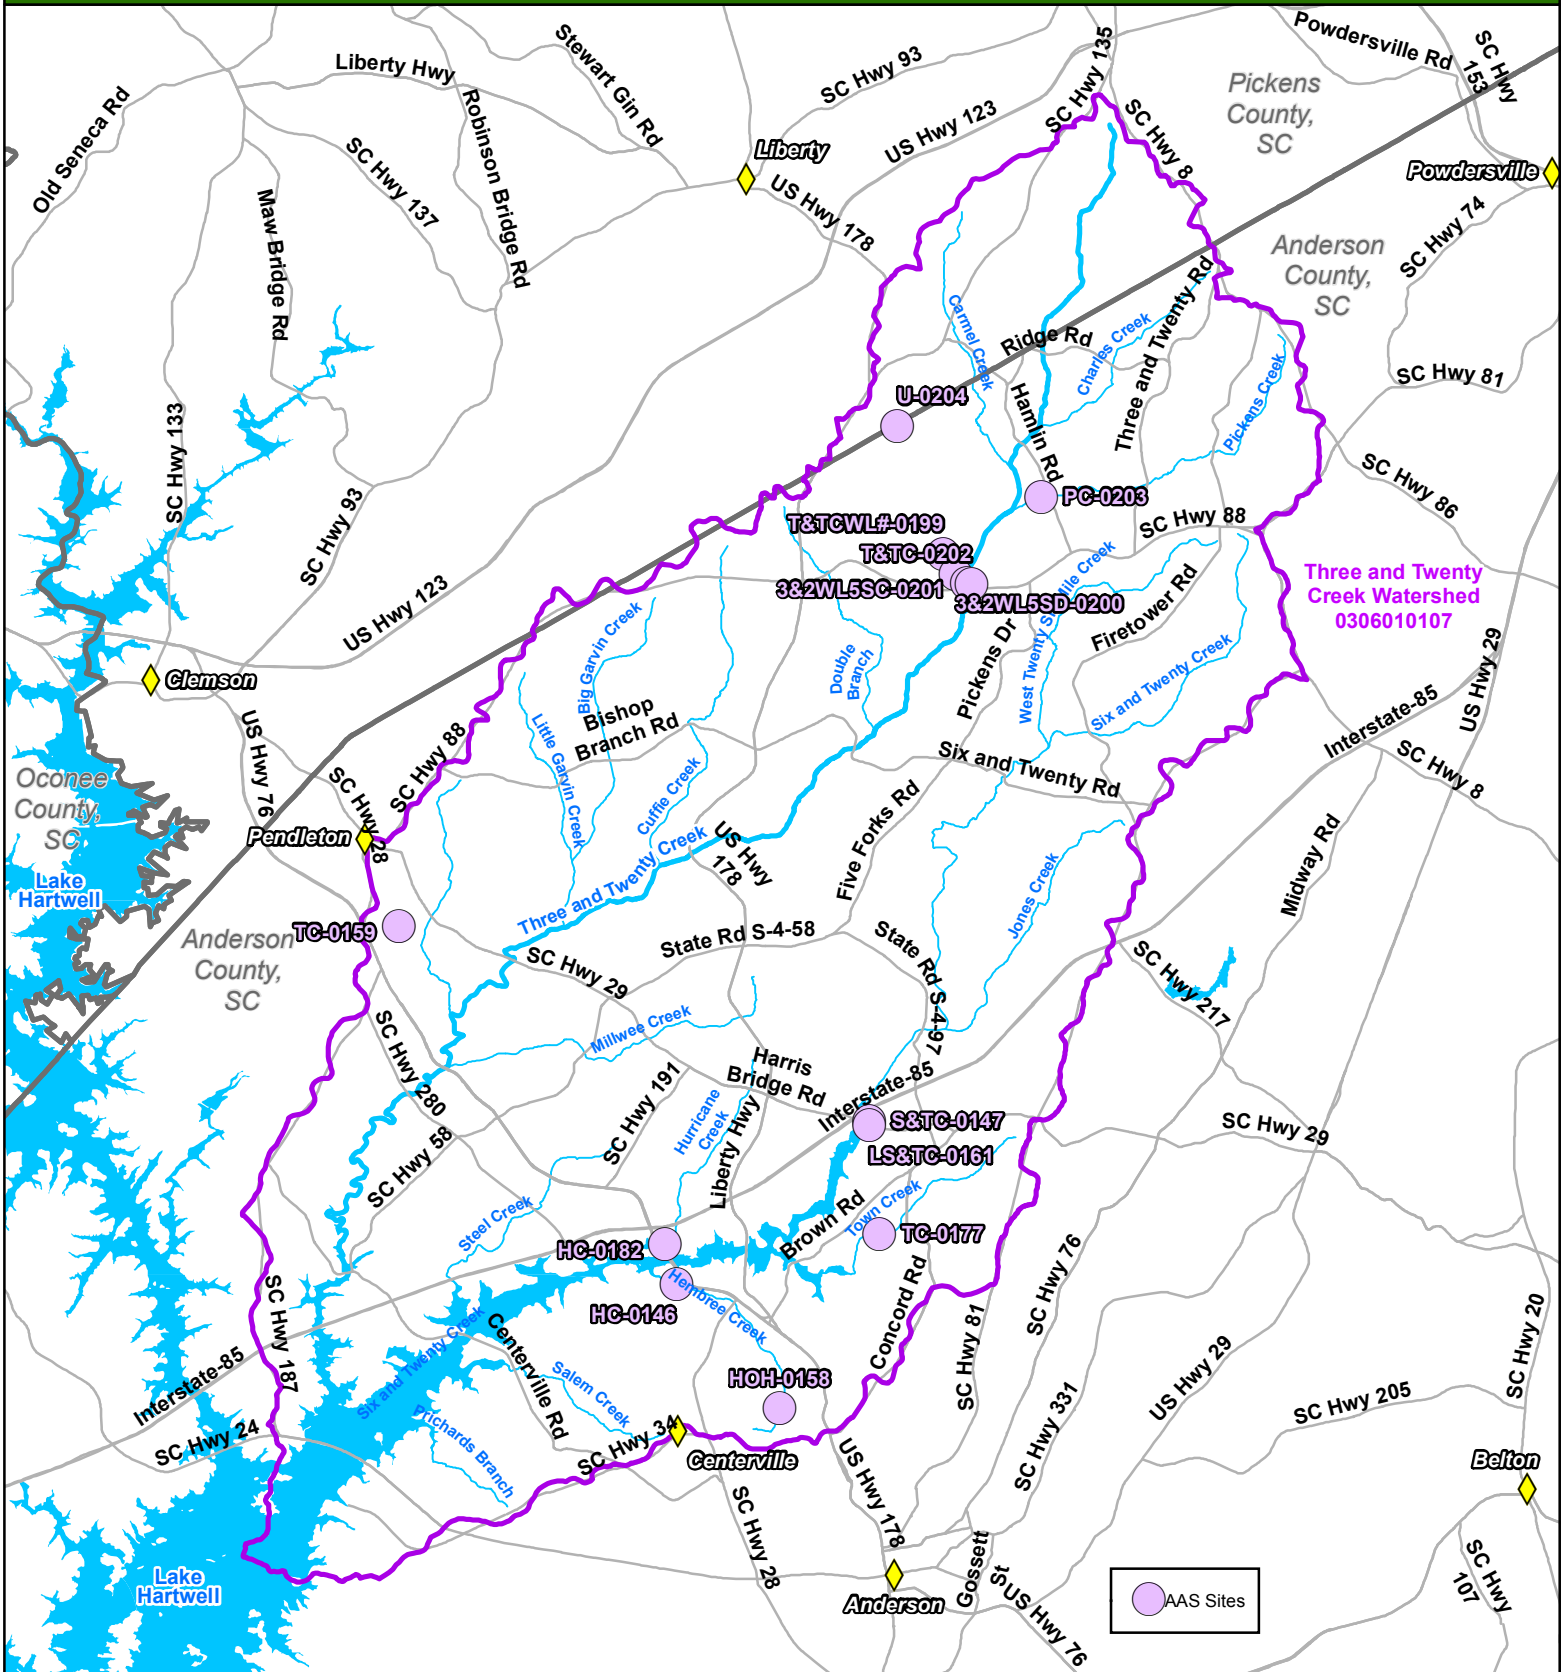 Powdersville Rd
SC Hwy
153
SC Hwy 135
Stewart Gin Rd
Liberty Hwy
SC Hwy 93
Pickens
County,
SC
Old Seneca Rd
Robinson Bridge Rd
US Hwy 123
SC Hwy 8
SC Hwy 137
Liberty
Powdersville
US Hwy 178
Maw Bridge Rd
SC Hwy 74
Anderson
County,
SC
Three and Twenty Rd
Carmel Creek
Ridge Rd
Charles Creek
SC Hwy 81
Pickens Creek
U-0204
Hamlin Rd
SC Hwy 133
SC Hwy 86
PC-0203
SC Hwy 93
T&TCWL#-0199
SC Hwy 88
T&TC-0202
3&2WL5SC-0201
3&2WL5SD-0200
Three and Twenty
Creek Watershed
0306010107
US Hwy 123
West Twenty Six Mile Creek
Firetower Rd
Big Garvin Creek
Pickens Dr
Double
Branch
Six and Twenty Creek
US Hwy 29
Clemson
Bishop
Branch Rd
Little Garvin Creek
US Hwy 76
SC Hwy 88
Interstate-85
Six and Twenty Rd
SC Hwy 8
Oconee
County,
SC
SC Hwy 28
Cuffie Creek
Five Forks Rd
Pendleton
US Hwy
178
Midway Rd
Three and Twenty Creek
Jones Creek
Lake
Hartwell
TC-0159
Anderson
County,
SC
State Rd S-4-58
State Rd S-4-97
SC Hwy 29
SC Hwy 217
Millwee Creek
SC Hwy 280
Harris
Bridge Rd
SC Hwy 191
Interstate-85
Hurricane
Creek
Liberty Hwy
S&TC-0147
SC Hwy 29
LS&TC-0161
SC Hwy 58
Steel Creek
Brown Rd
Town Creek
TC-0177
HC-0182
SC Hwy 76
Hembree Creek
HC-0146
Concord Rd
SC Hwy 187
Six and Twenty Creek
Centerville Rd
SC Hwy 81
SC Hwy 20
Interstate-85
Salem Creek
HOH-0158
US Hwy 29
SC Hwy 331
SC Hwy 205
Prichards Branch
SC Hwy 24
SC Hwy 34
Centerville
US Hwy 178
Belton
SC Hwy 28
Gossett
St
Lake
Hartwell
Anderson
US Hwy 76
SC Hwy
107
AAS Sites